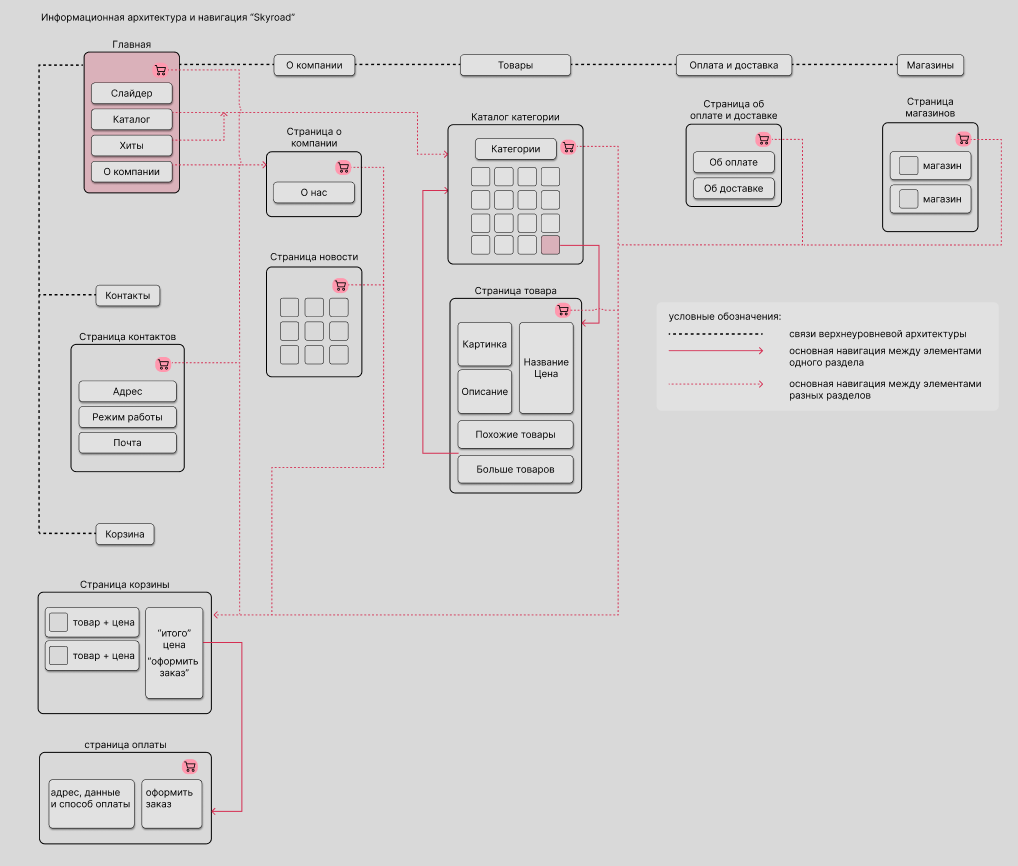 Информационная архитектура и навигация "Skyroad"
Главная
Слайдер
Каталог
Хиты
О компании
О компании
Товары
Оплата и доставка
Магазины
Страница о
компании
О нас
Страница новости
Каталог категории
Категории
Страница об
оплате и доставке
Об оплате
Об доставке
Страница
магазинов
магазин
магазин
Контакты
Страница контактов
Адрес
Режим работы
Почта
Страница товара
Картинка
Описание
Название
Цена
Похожие товары
Больше товаров
условные обозначения:
связи верхнеуровневой архитектуры
основная навигация между элементами
одного раздела
основная навигация между элементами
разных разделов
Корзина
Страница корзины
товар + цена
товар + цена
"итого"
цена
"оформить
заказ"
страница оплаты
адрес, данные
и способ оплаты
оформить
заказ